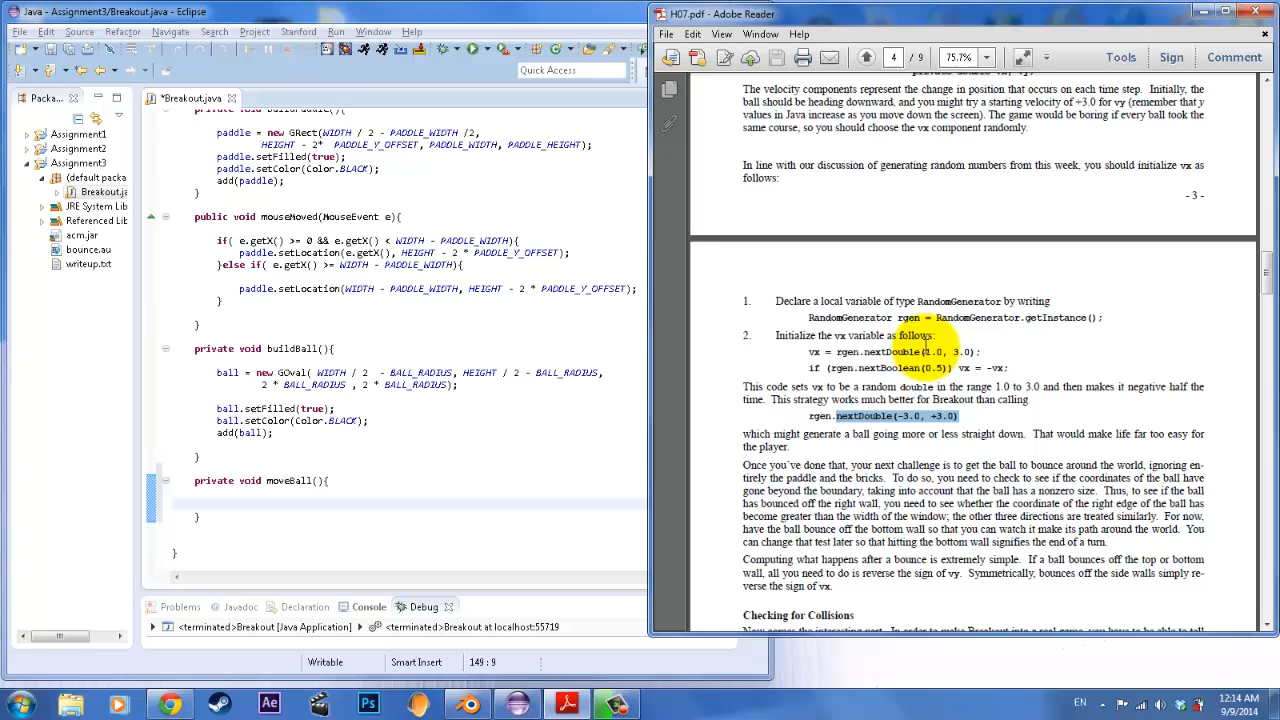 Java - Assignment3/Breakout.java - Eclipse
File Edit Source Refactor Navigate Search Project Stanford Run Window Help
Quick Access
Packa...
*Breakout.java
Assignment1
Assignment2
Assignment3
(default packa
Breakout.ja
JRE System Lib
Referenced Lib
acm.jar
bounce.au
writeup.txt
paddle = new GRect(WIDTH / 2 - PADDLE_WIDTH /2,
HEIGHT - 2* PADDLE_Y_OFFSET, PADDLE_WIDTH, PADDLE_HEIGHT);
paddle.setFilled(true);
paddle.setColor(Color.BLACK);
add(paddle);
}
public void mouseMoved(MouseEvent e){
if( e.getX() >= 0 && e.getX() < WIDTH - PADDLE_WIDTH){
paddle.setLocation(e.getX(), HEIGHT - 2 * PADDLE_Y_OFFSET);
}else if( e.getX() >= WIDTH - PADDLE_WIDTH){
paddle.setLocation(WIDTH - PADDLE_WIDTH, HEIGHT - 2 * PADDLE_Y_OFFSET);
}
}
private void buildBall(){
ball = new GOval( WIDTH / 2 - BALL_RADIUS, HEIGHT / 2 - BALL_RADIUS,
2 * BALL_RADIUS , 2 * BALL_RADIUS);
ball.setFilled(true);
ball.setColor(Color.BLACK);
add(ball);
}
private void moveBall(){
}
}
Problems Javadoc Declaration Console Debug
<terminated>Breakout [Java Application] <terminated>Breakout at localhost:55719
Writable Smart Insert 149 : 9
H07.pdf - Adobe Reader
File Edit View Window Help
4 / 9 75.7% Tools Sign Comment
The velocity components represent the change in position that occurs on each time step. Initially, the
ball should be heading downward, and you might try a starting velocity of +3.0 for vy (remember that y
values in Java increase as you move down the screen). The game would be boring if every ball took the
same course, so you should choose the vx component randomly.
In line with our discussion of generating random numbers from this week, you should initialize vx as
follows:
- 3 -
1. Declare a local variable of type RandomGenerator by writing
RandomGenerator rgen = RandomGenerator.getInstance();
2. Initialize the vx variable as follows:
vx = rgen.nextDouble(1.0, 3.0);
if (rgen.nextBoolean(0.5)) vx = -vx;
This code sets vx to be a random double in the range 1.0 to 3.0 and then makes it negative half the
time. This strategy works much better for Breakout than calling
rgen.nextDouble(-3.0, +3.0)
which might generate a ball going more or less straight down. That would make life far too easy for
the player.
Once you've done that, your next challenge is to get the ball to bounce around the world, ignoring en-
tirely the paddle and the bricks. To do so, you need to check to see if the coordinates of the ball have
gone beyond the boundary, taking into account that the ball has a nonzero size. Thus, to see if the ball
has bounced off the right wall, you need to see whether the coordinate of the right edge of the ball has
become greater than the width of the window; the other three directions are treated similarly. For now,
have the ball bounce off the bottom wall so that you can watch it make its path around the world. You
can change that test later so that hitting the bottom wall signifies the end of a turn.
Computing what happens after a bounce is extremely simple. If a ball bounces off the top or bottom
wall, all you need to do is reverse the sign of vy. Symmetrically, bounces off the side walls simply re-
verse the sign of vx.
Checking for Collisions
EN
12:14 AM
9/9/2014